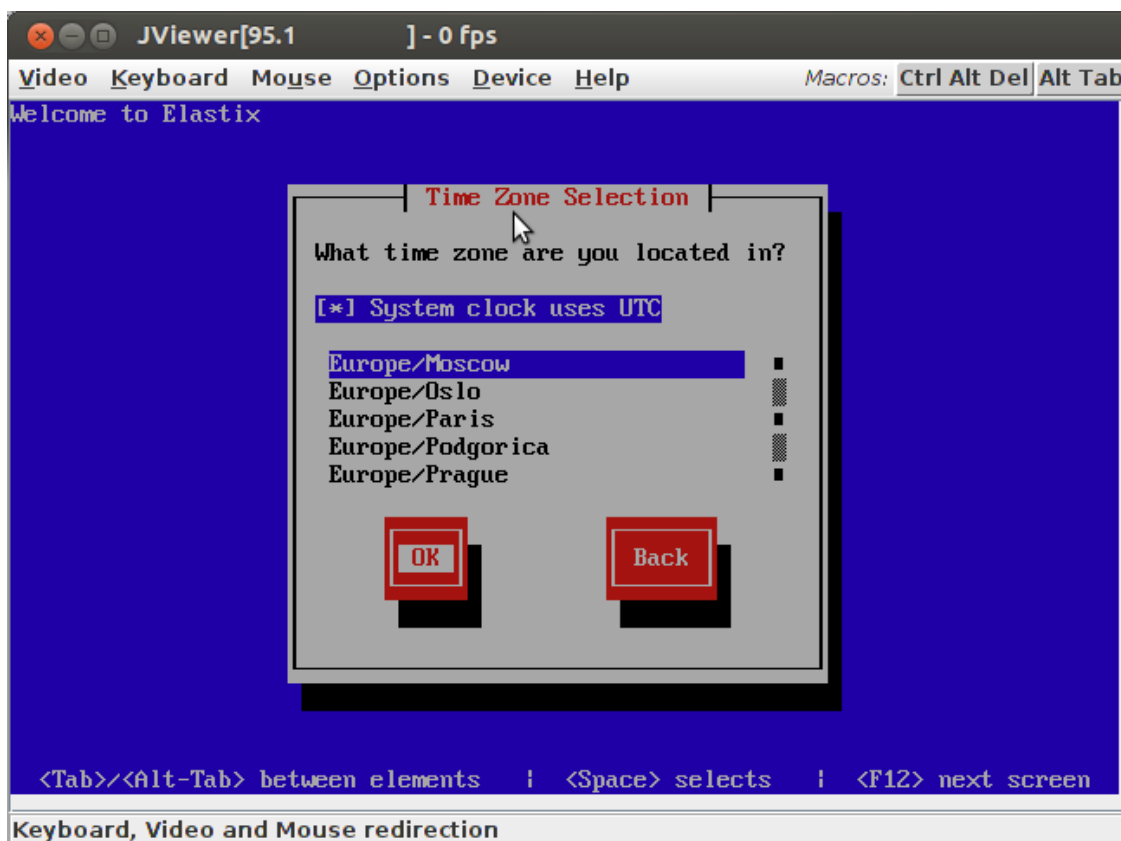 JViewer[95.1 ] - 0 fps
Video Keyboard Mouse Options Device Help Macros: Ctrl Alt Del Alt Tab
Welcome to Elastix
Time Zone Selection
What time zone are you located in?
[*] System clock uses UTC
Europe/Moscow
Europe/Oslo
Europe/Paris
Europe/Podgorica
Europe/Prague
OK Back
<Tab>/<Alt-Tab> between elements | <Space> selects | <F12> next screen
Keyboard, Video and Mouse redirection